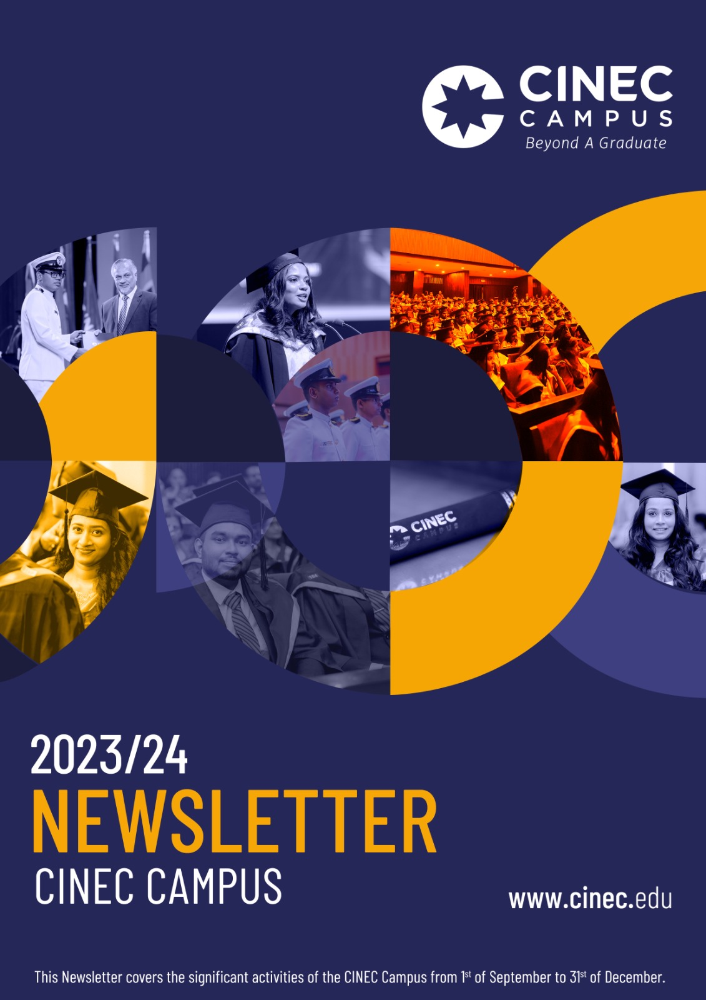 CINEC
CAMPUS
Beyond A Graduate
CINEC
CAMPUS
2023/24
NEWSLETTER
CINEC CAMPUS
www.cinec.edu
This Newsletter covers the significant activities of the CINEC Campus from 1st of September to 31st of December.